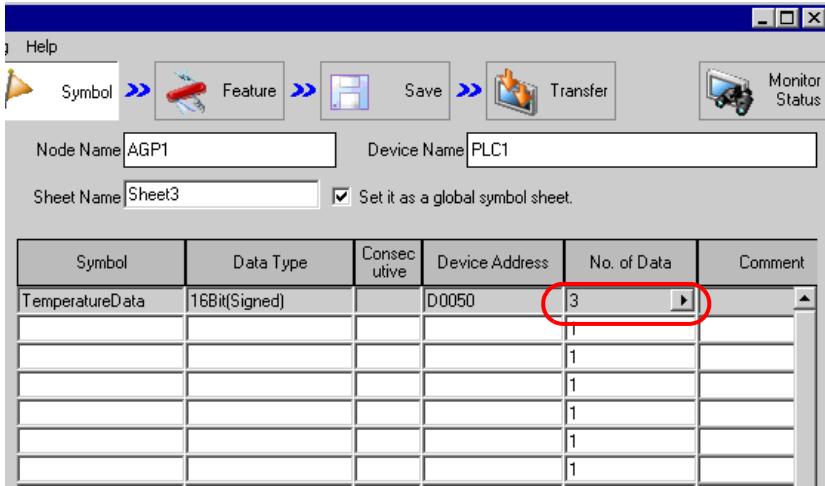 g Help
Symbol Feature Save Transfer Monitor Status
Node Name AGP1 Device Name PLC1
Sheet Name Sheet3 Set it as a global symbol sheet.
Symbol Data Type Consecutive Device Address No. of Data Comment
TemperatureData 16Bit(Signed) D0050 3
1
1
1
1
1
1